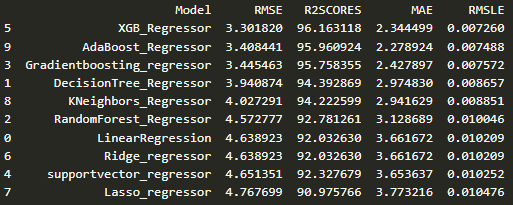 Model RMSE R2SCORES MAE RMSLE
5 XGB_Regressor 3.301820 96.163118 2.344499 0.007260
9 AdaBoost_Regressor 3.408441 95.960924 2.278924 0.007488
3 Gradientboosting_regressor 3.445463 95.758355 2.427897 0.007572
1 DecisionTree_Regressor 3.940874 94.392869 2.974830 0.008657
8 KNeighbors_Regressor 4.027291 94.222599 2.941629 0.008851
2 RandomForest_Regressor 4.572777 92.781261 3.128689 0.010046
0 LinearRegression 4.638923 92.032630 3.661672 0.010209
6 Ridge_regressor 4.638923 92.032630 3.661672 0.010209
4 supportvector_regressor 4.651351 92.327679 3.653637 0.010252
7 Lasso_regressor 4.767699 90.975766 3.773216 0.010476